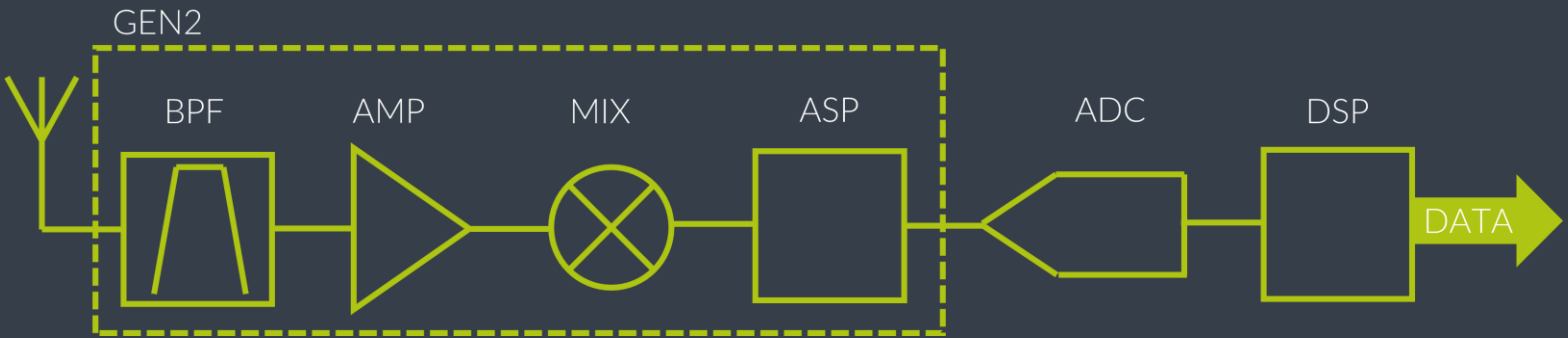 GEN2
BPF
AMP
MIX
ASP
ADC
DSP
DATA